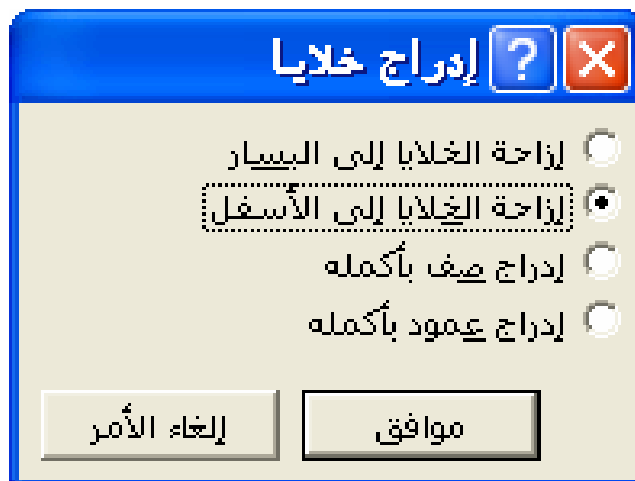 إدراج خلايا
إزاحة الخلايا إلى اليسار
إزاحة الخلايا إلى الأسفل
إدراج صف بأكمله
إدراج عمود بأكمله
موافق إلغاء الأمر